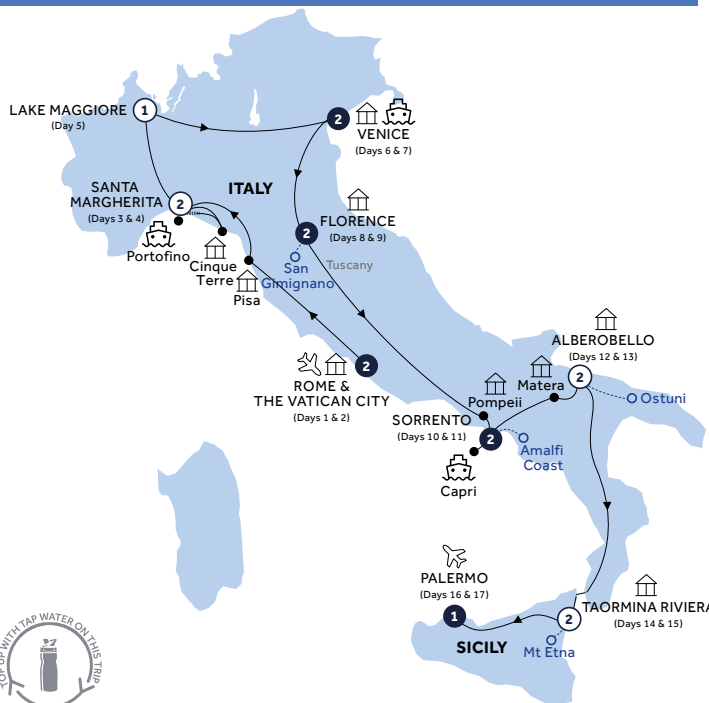 LAKE MAGGIORE
(Day 5)
1
2
VENICE
(Days 6 & 7)
SANTA
MARGHERITA
(Days 3 & 4)
2
ITALY
Portofino
Cinque
Terre
Pisa
2
FLORENCE
(Days 8 & 9)
San
Gimignano
Tuscany
2
ROME &
THE VATICAN CITY
(Days 1 & 2)
ALBEROBELLO
(Days 12 & 13)
2
Matera
Ostuni
Pompeii
SORRENTO
(Days 10 & 11)
2
Amalfi
Coast
Capri
PALERMO
(Days 16 & 17)
1
TAORMINA RIVIERA
(Days 14 & 15)
2
SICILY
Mt Etna
TOP UP WITH TAP WATER ON THIS TRIP